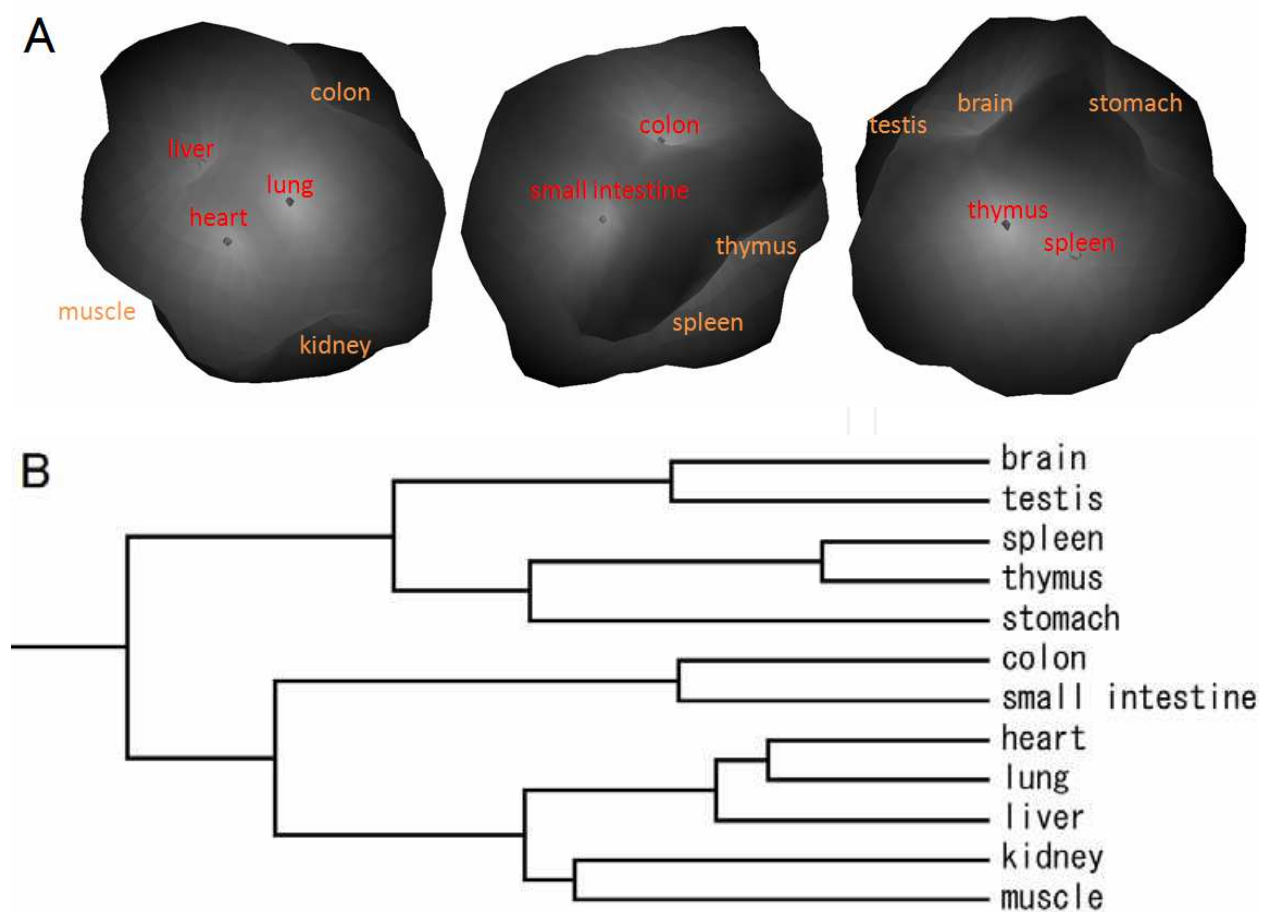 A
colon
liver
lung
heart
muscle
kidney
colon
small intestine
thymus
spleen
brain
stomach
testis
thymus
spleen
B
brain
testis
spleen
thymus
stomach
colon
small intestine
heart
lung
liver
kidney
muscle